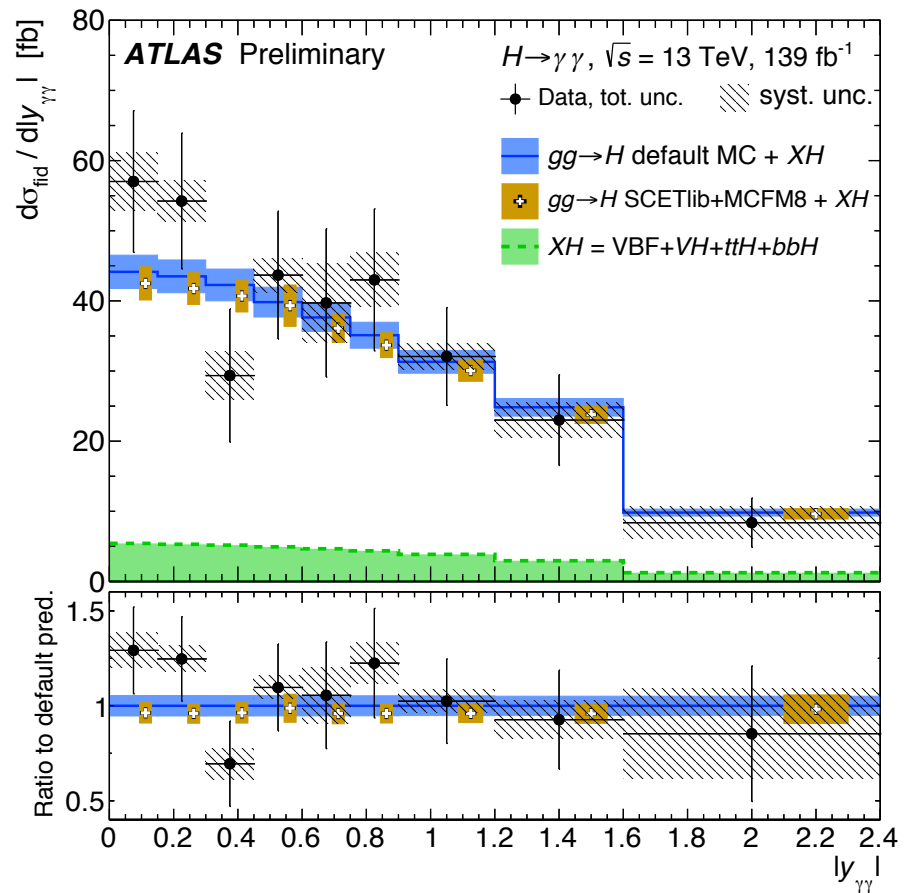 ATLAS Preliminary
H→γγ, √s = 13 TeV, 139 fb⁻¹
Data, tot. unc. syst. unc.
gg→H default MC + XH
gg→H SCETlib+MCFM8 + XH
XH = VBF+VH+ttH+bbH
dσ_fid / d|y_γγ| [fb]
80
60
40
20
0
Ratio to default pred.
1.5
1
0.5
0 0.2 0.4 0.6 0.8 1 1.2 1.4 1.6 1.8 2 2.2 2.4
|y_γγ|